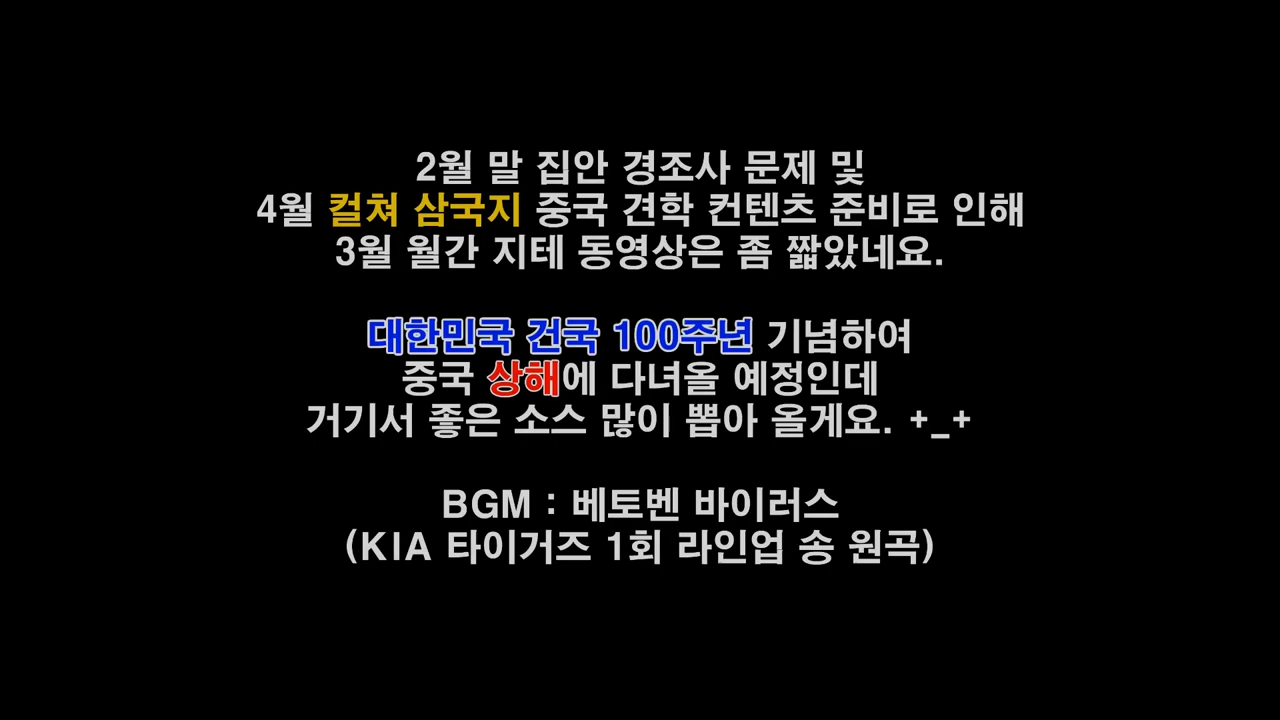 2월 말 집안 경조사 문제 및
4월 컬쳐 삼국지 중국 견학 컨텐츠 준비로 인해
3월 월간 지테 동영상은 좀 짧았네요.
대한민국 건국 100주년 기념하여
중국 상해에 다녀올 예정인데
거기서 좋은 소스 많이 뽑아 올게요. +_+
BGM : 베토벤 바이러스
(KIA 타이거즈 1회 라인업 송 원곡)